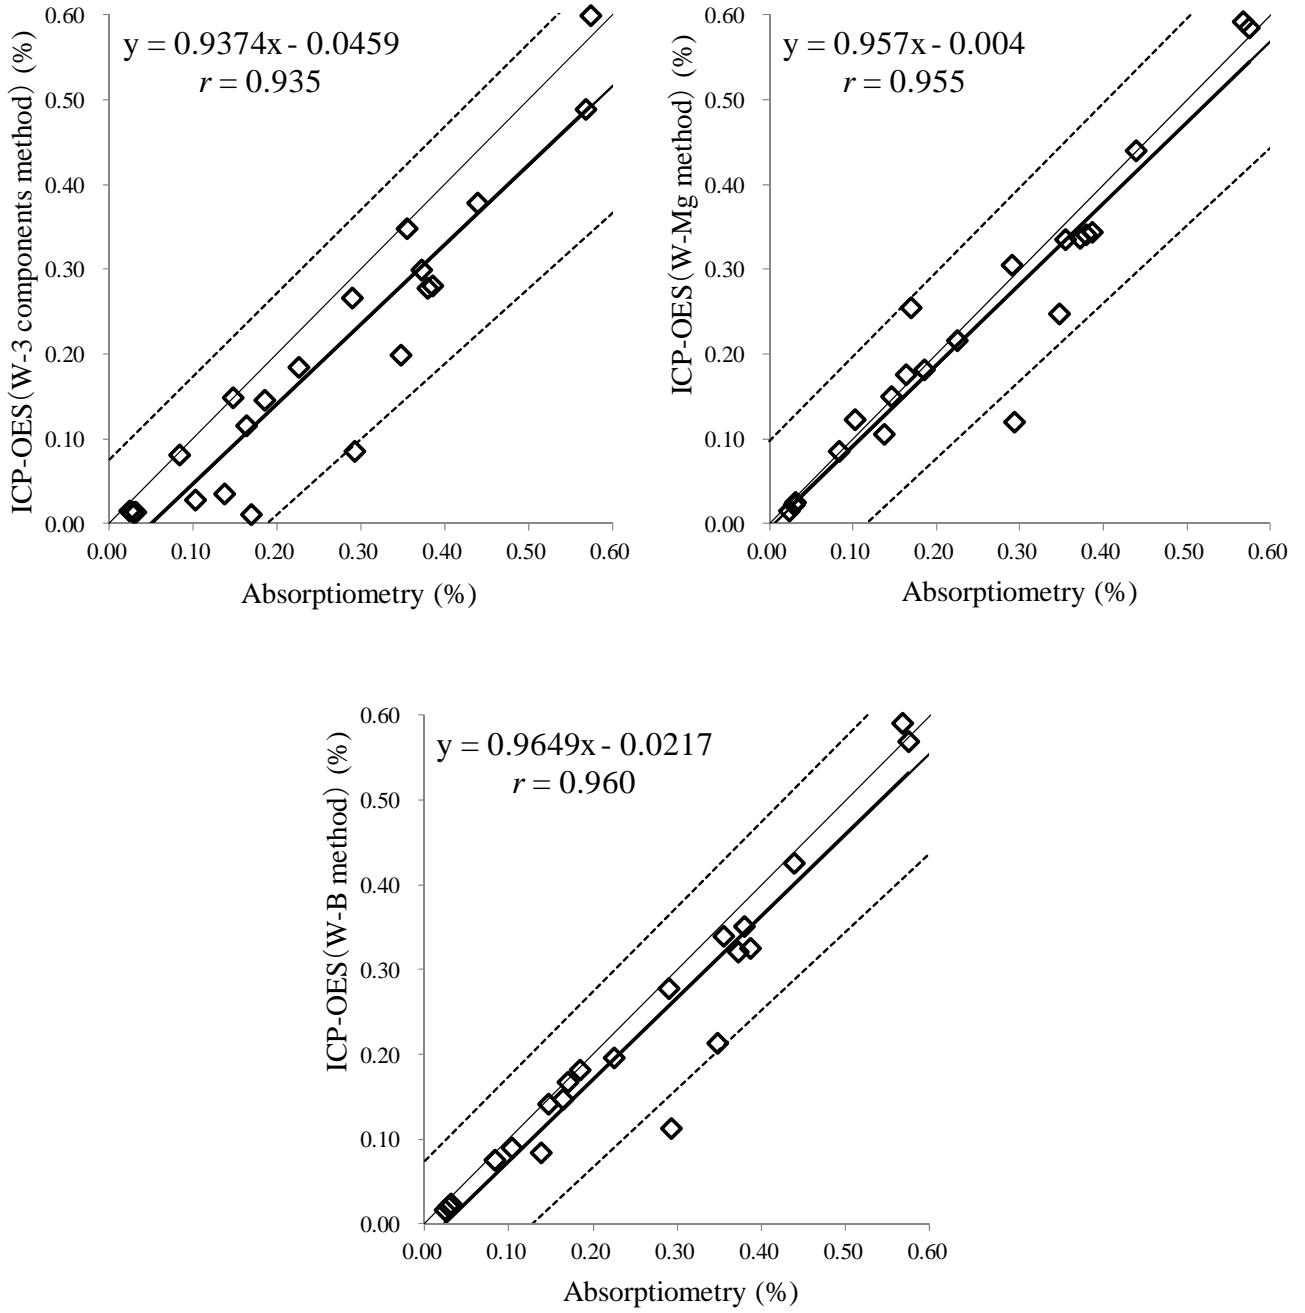 y = 0.9374x - 0.0459
r = 0.935
ICP-OES(W-3 components method) (%)
0.60
0.50
0.40
0.30
0.20
0.10
0.00
0.00 0.10 0.20 0.30 0.40 0.50 0.60
Absorptiometry (%)
y = 0.957x - 0.004
r = 0.955
ICP-OES(W-Mg method) (%)
0.60
0.50
0.40
0.30
0.20
0.10
0.00
0.00 0.10 0.20 0.30 0.40 0.50 0.60
Absorptiometry (%)
y = 0.9649x - 0.0217
r = 0.960
ICP-OES(W-B method) (%)
0.60
0.50
0.40
0.30
0.20
0.10
0.00
0.00 0.10 0.20 0.30 0.40 0.50 0.60
Absorptiometry (%)